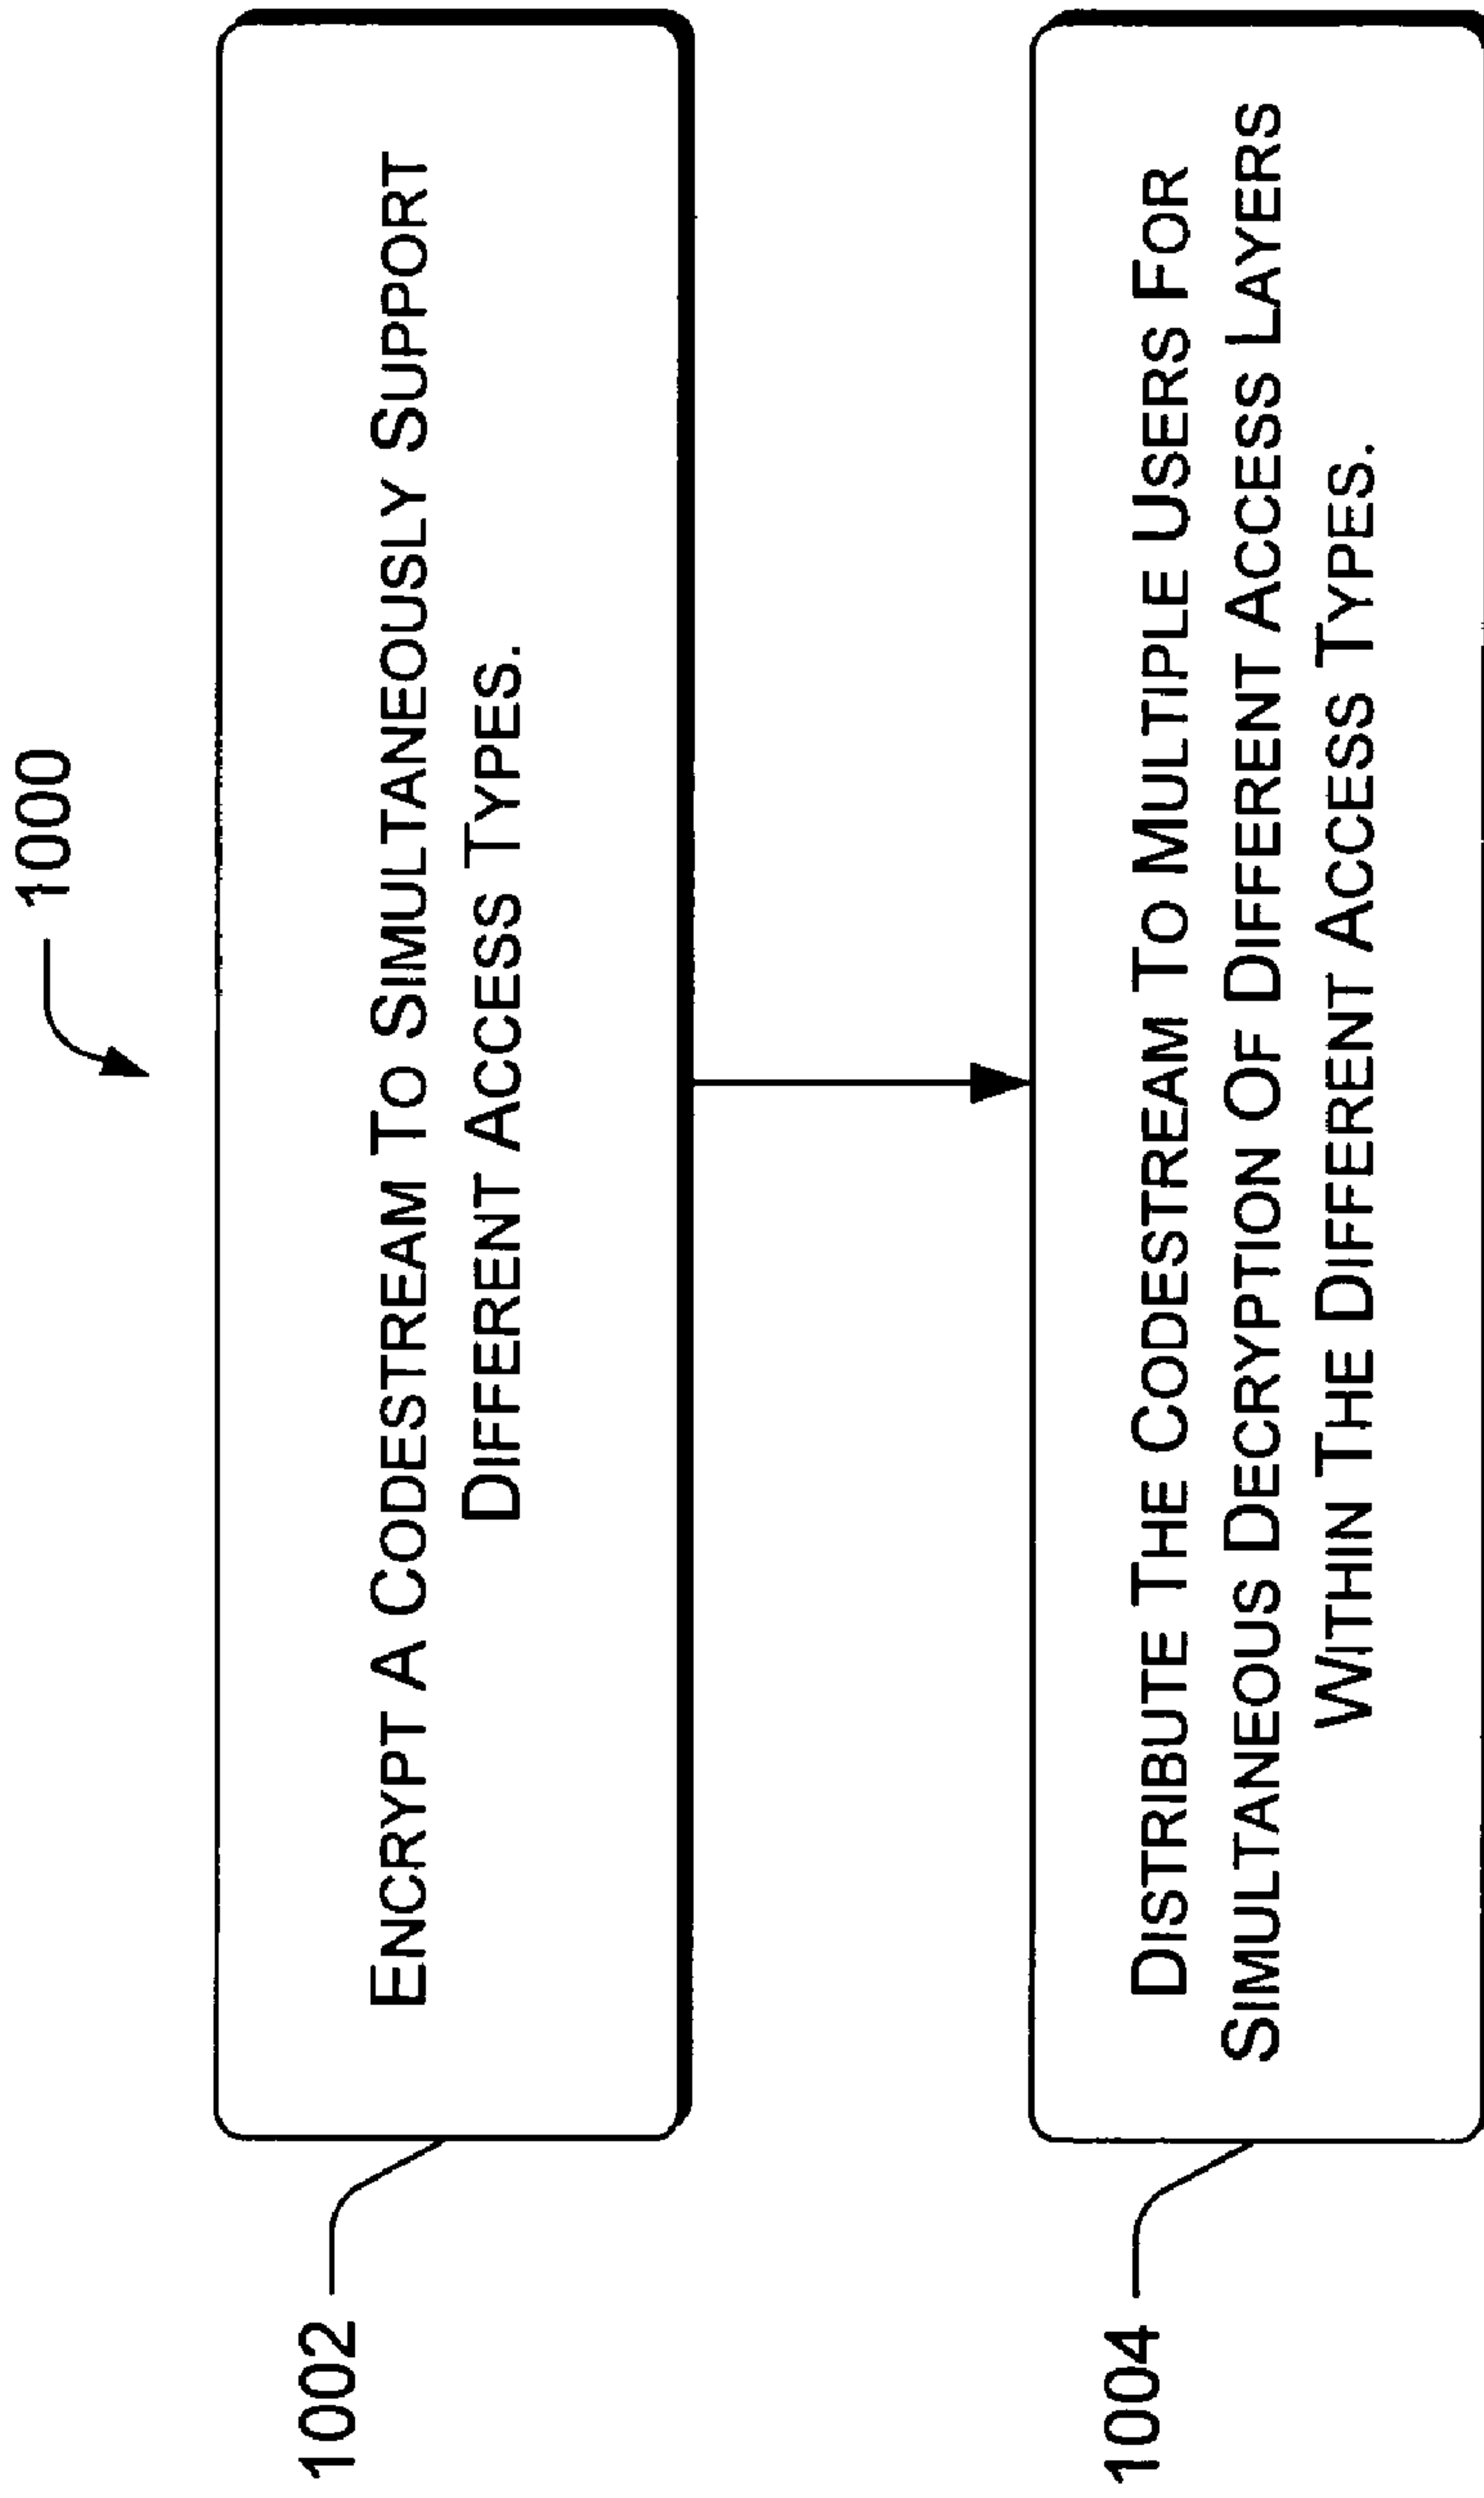 1000
1002
ENCRYPT A CODESTREAM TO SIMULTANEOUSLY SUPPORT
DIFFERENT ACCESS TYPES.
1004
DISTRIBUTE THE CODESTREAM TO MULTIPLE USERS FOR
SIMULTANEOUS DECRYPTION OF DIFFERENT ACCESS LAYERS
WITHIN THE DIFFERENT ACCESS TYPES.